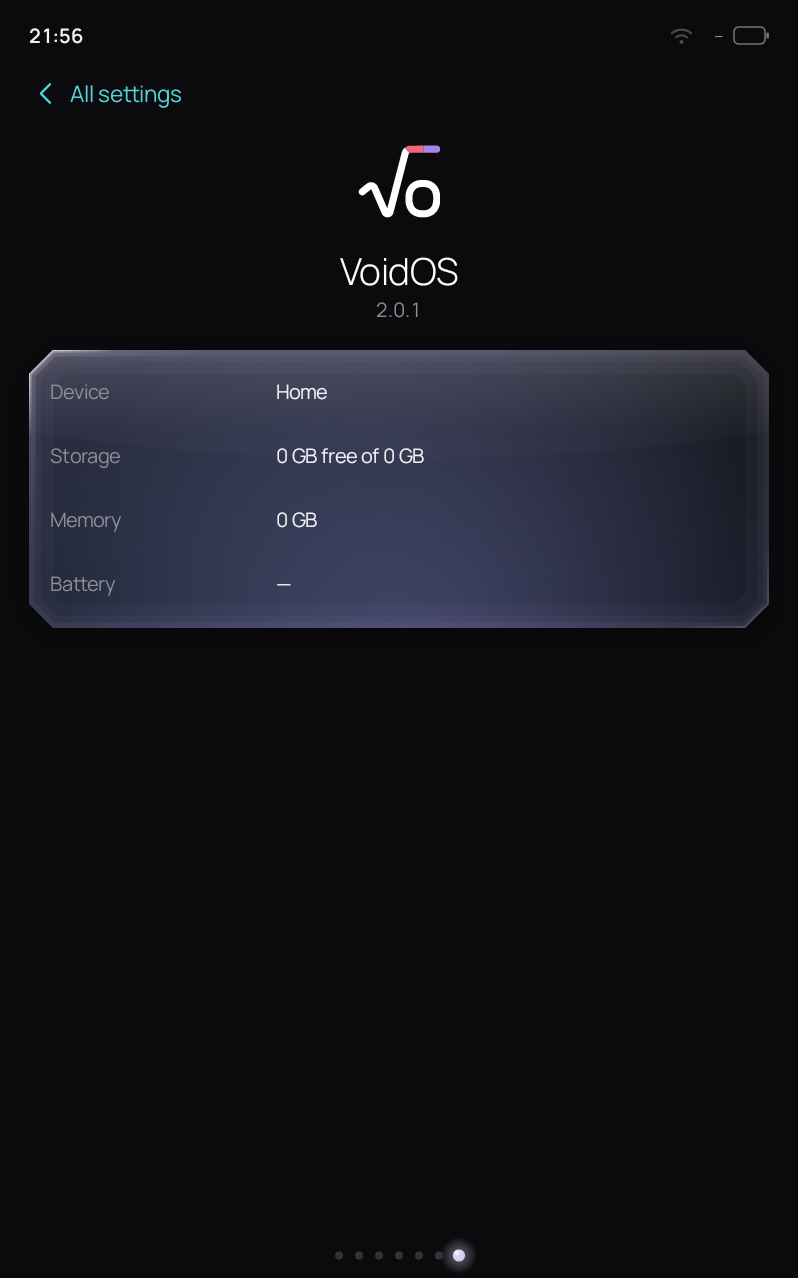 21:56
–
All settings
√o
VoidOS
2.0.1
Device Home
Storage 0 GB free of 0 GB
Memory 0 GB
Battery —